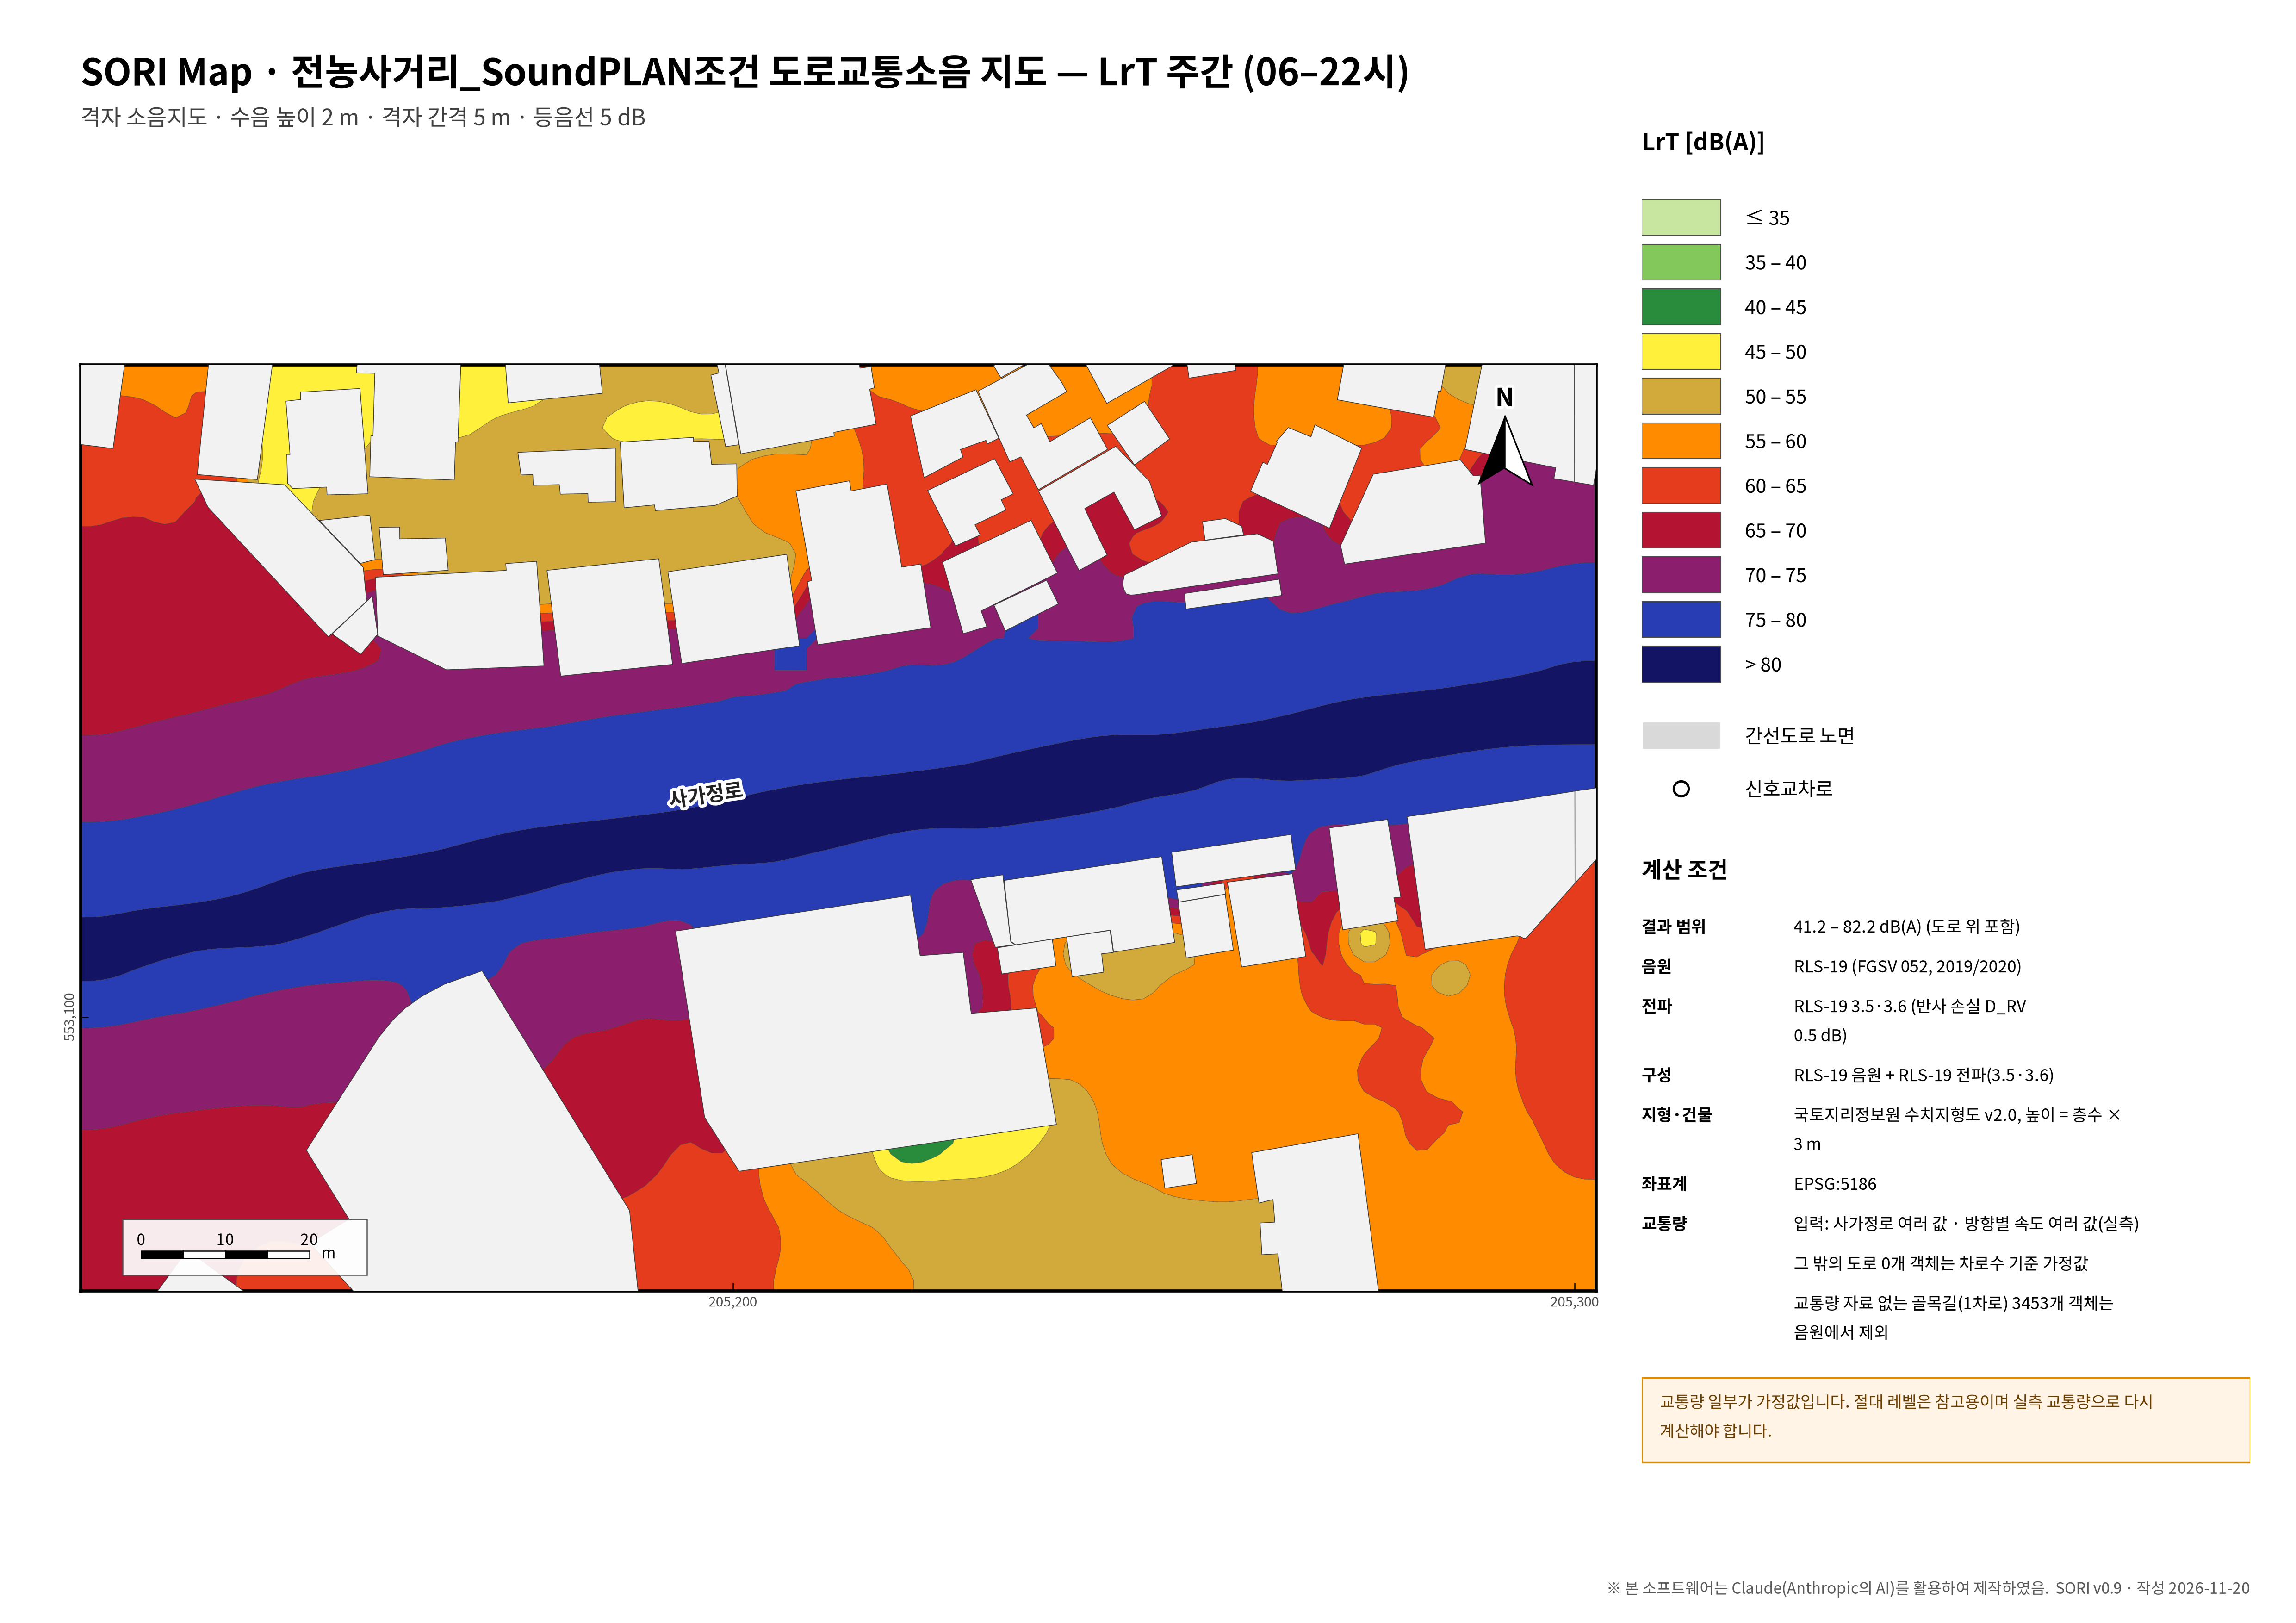 SORI Map · 전농사거리_SoundPLAN조건 도로교통소음 지도 — LrT 주간 (06–22시)
격자 소음지도 · 수음 높이 2 m · 격자 간격 5 m · 등음선 5 dB
LrT [dB(A)]
≤ 35
35 – 40
40 – 45
45 – 50
50 – 55
55 – 60
60 – 65
65 – 70
70 – 75
75 – 80
> 80
간선도로 노면
신호교차로
N
사가정로
553,100
0 10 20 m
205,200
205,300
계산 조건
결과 범위 41.2 – 82.2 dB(A) (도로 위 포함)
음원 RLS-19 (FGSV 052, 2019/2020)
전파 RLS-19 3.5·3.6 (반사 손실 D_RV
0.5 dB)
구성 RLS-19 음원 + RLS-19 전파(3.5·3.6)
지형·건물 국토지리정보원 수치지형도 v2.0, 높이 = 층수 ×
3 m
좌표계 EPSG:5186
교통량 입력: 사가정로 여러 값 · 방향별 속도 여러 값(실측)
그 밖의 도로 0개 객체는 차로수 기준 가정값
교통량 자료 없는 골목길(1차로) 3453개 객체는
음원에서 제외
교통량 일부가 가정값입니다. 절대 레벨은 참고용이며 실측 교통량으로 다시
계산해야 합니다.
※ 본 소프트웨어는 Claude(Anthropic의 AI)를 활용하여 제작하였음. SORI v0.9 · 작성 2026-11-20